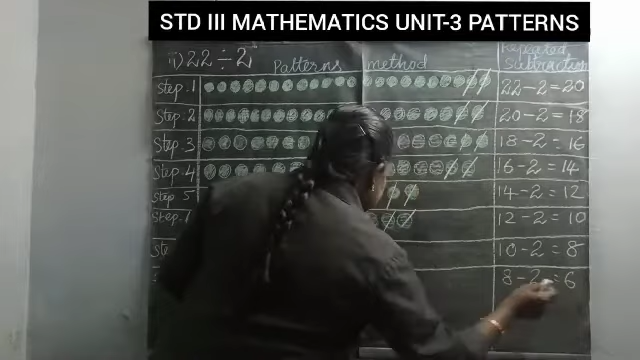 STD III MATHEMATICS UNIT-3 PATTERNS
ii) 22 ÷ 2
Patterns method
Repeated Subtraction
Step.1 22-2=20
Step.2 20-2=18
Step.3 18-2=16
Step.4 16-2=14
Step 5 14-2=12
Step. 12-2=10
10-2=8
8-2=6